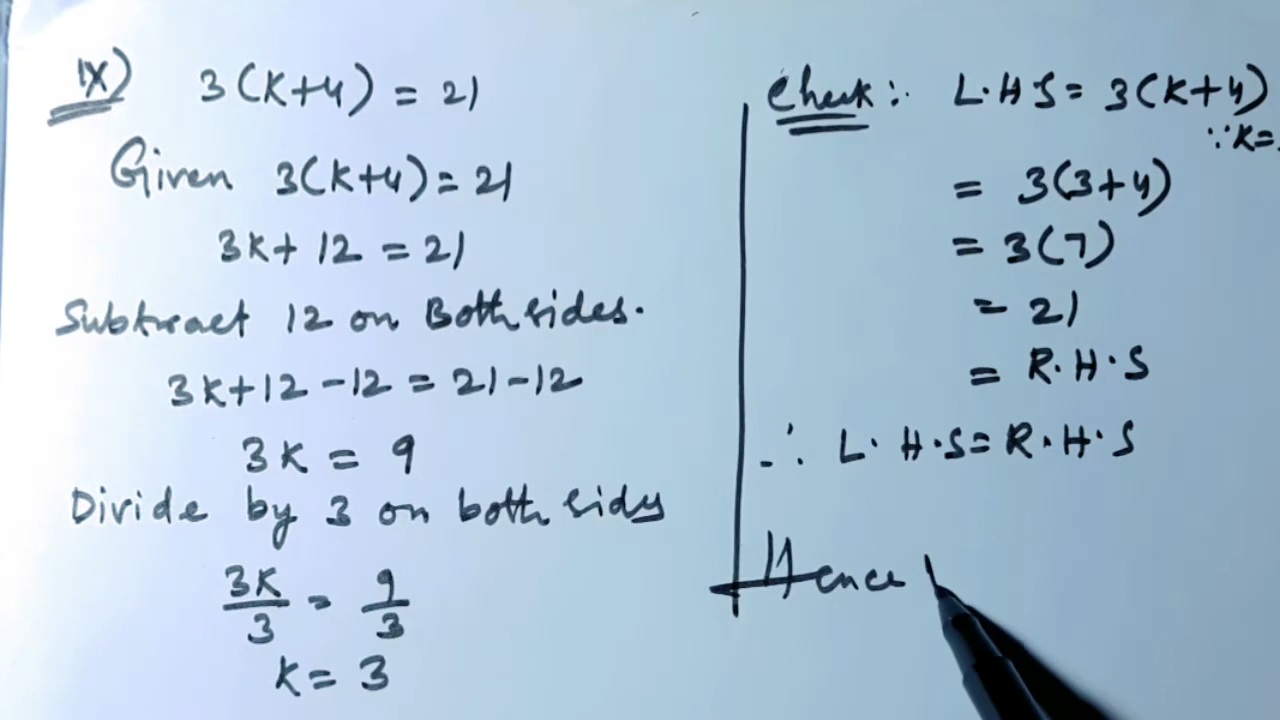 IX) 3(K+4) = 21
Given 3(K+4) = 21
3K + 12 = 21
Subtract 12 on Both sides.
3K+12-12 = 21-12
3K = 9
Divide by 3 on both sides
3K/3 = 9/3
K = 3
Check: L.H S = 3(K+4)
∵ K=
= 3(3+4)
= 3(7)
= 21
= R.H.S
∴ L.H.S = R.H.S
Hence